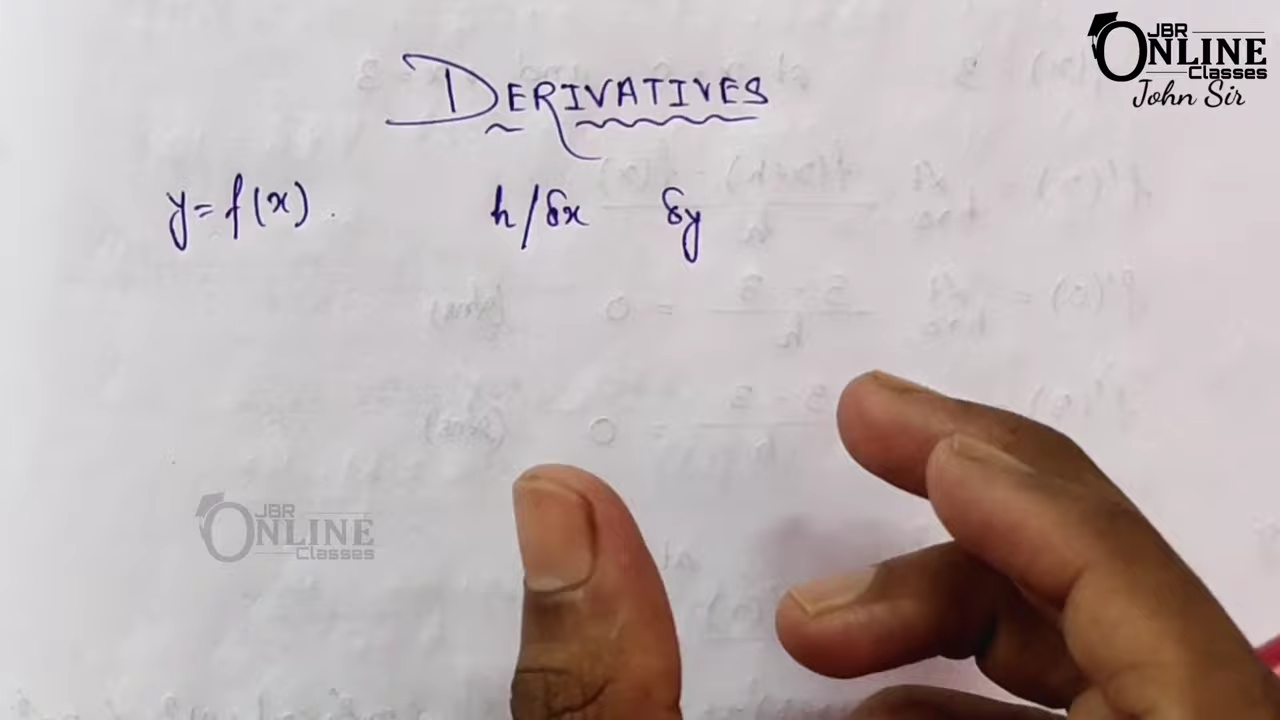 JBR
ONLINE
Classes
John Sir
DERIVATIVES
y = f(x) . h/δx δy
JBR
ONLINE
Classes